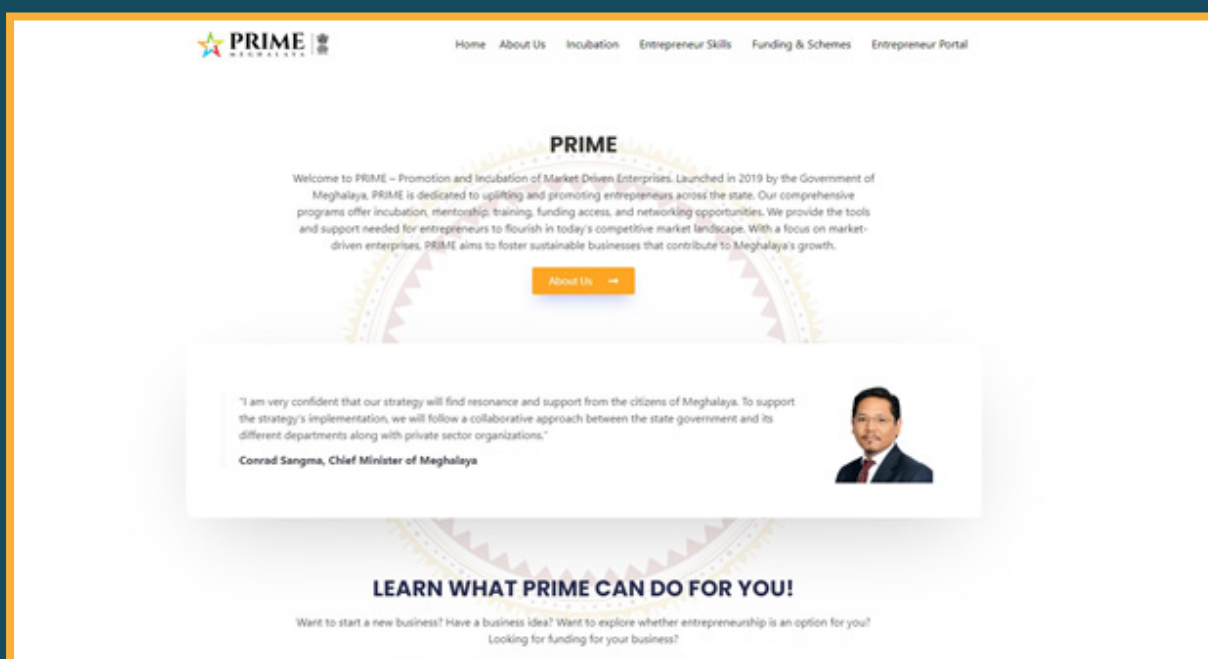 PRIME
MEGHALAYA
Home About Us Incubation Entrepreneur Skills Funding & Schemes Entrepreneur Portal
PRIME
Welcome to PRIME – Promotion and Incubation of Market Driven Enterprises. Launched in 2019 by the Government of
Meghalaya, PRIME is dedicated to uplifting and promoting entrepreneurs across the state. Our comprehensive
programs offer incubation, mentorship, training, funding access, and networking opportunities. We provide the tools
and support needed for entrepreneurs to flourish in today's competitive market landscape. With a focus on market-
driven enterprises, PRIME aims to foster sustainable businesses that contribute to Meghalaya's growth.
About Us →
"I am very confident that our strategy will find resonance and support from the citizens of Meghalaya. To support
the strategy's implementation, we will follow a collaborative approach between the state government and its
different departments along with private sector organizations."
Conrad Sangma, Chief Minister of Meghalaya
LEARN WHAT PRIME CAN DO FOR YOU!
Want to start a new business? Have a business idea? Want to explore whether entrepreneurship is an option for you?
Looking for funding for your business?